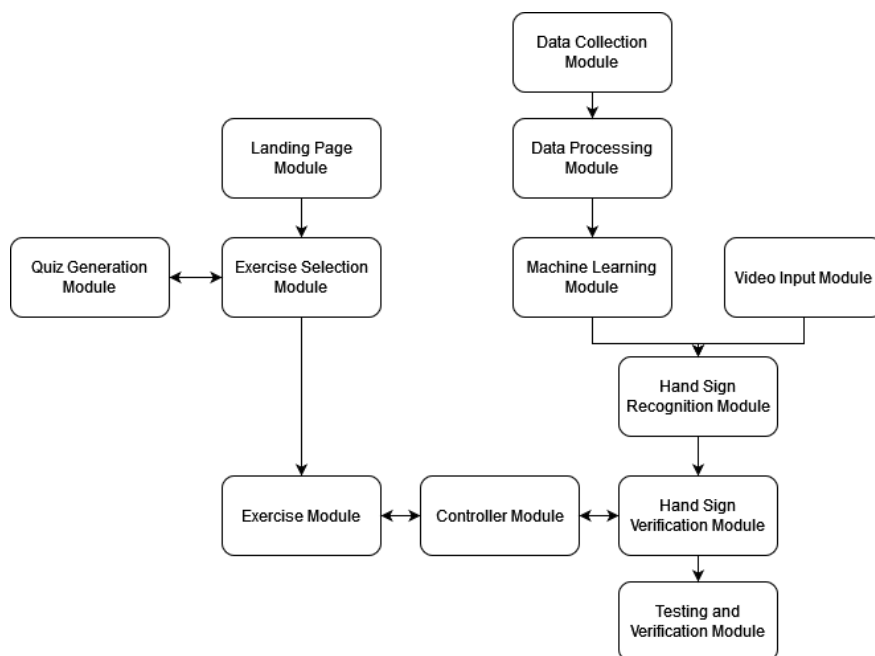 Data Collection
Module
Landing Page
Module
Data Processing
Module
Quiz Generation
Module
Exercise Selection
Module
Machine Learning
Module
Video Input Module
Hand Sign
Recognition Module
Exercise Module
Controller Module
Hand Sign
Verification Module
Testing and
Verification Module